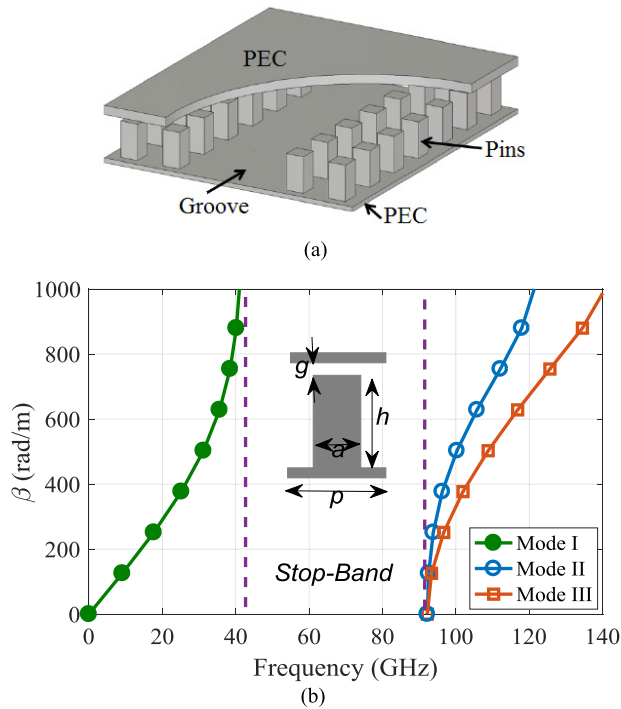 PEC
Pins
Groove
PEC
(a)
1000
800
600
400
200
0
β (rad/m)
g
h
a
p
Stop-Band
Mode I
Mode II
Mode III
0 20 40 60 80 100 120 140
Frequency (GHz)
(b)